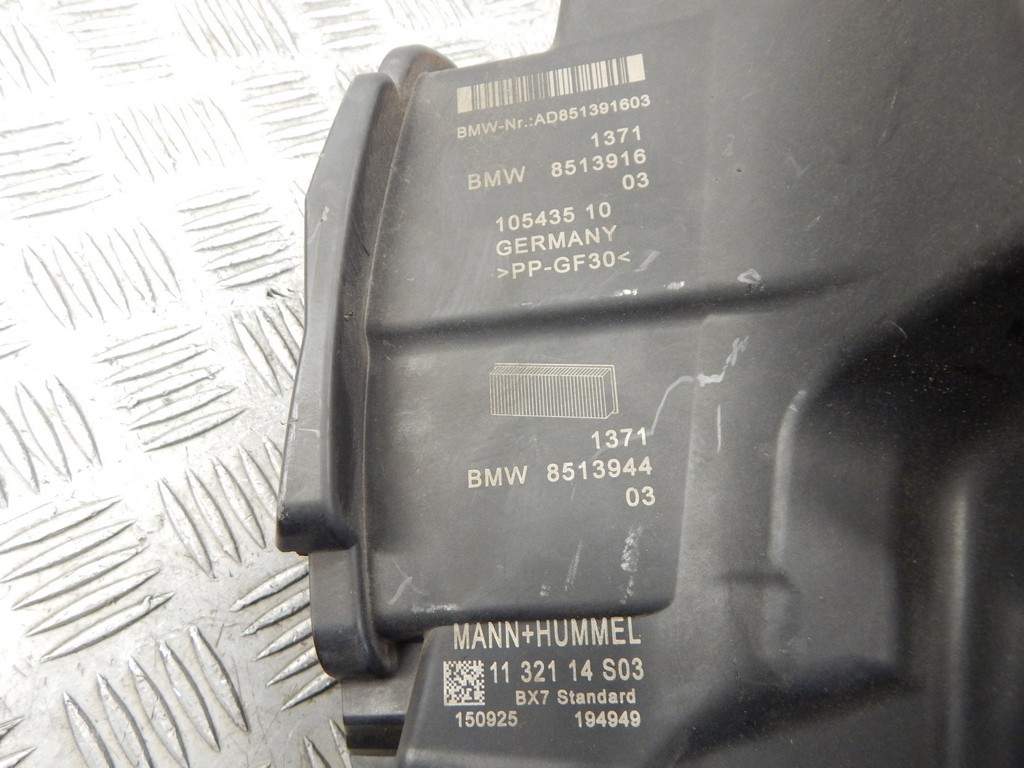 BMW-Nr.:AD851391603
1371
BMW 8513916
03
105435 10
GERMANY
>PP-GF30<
1371
BMW 8513944
03
MANN+HUMMEL
11 321 14 S03
BX7 Standard
150925 194949